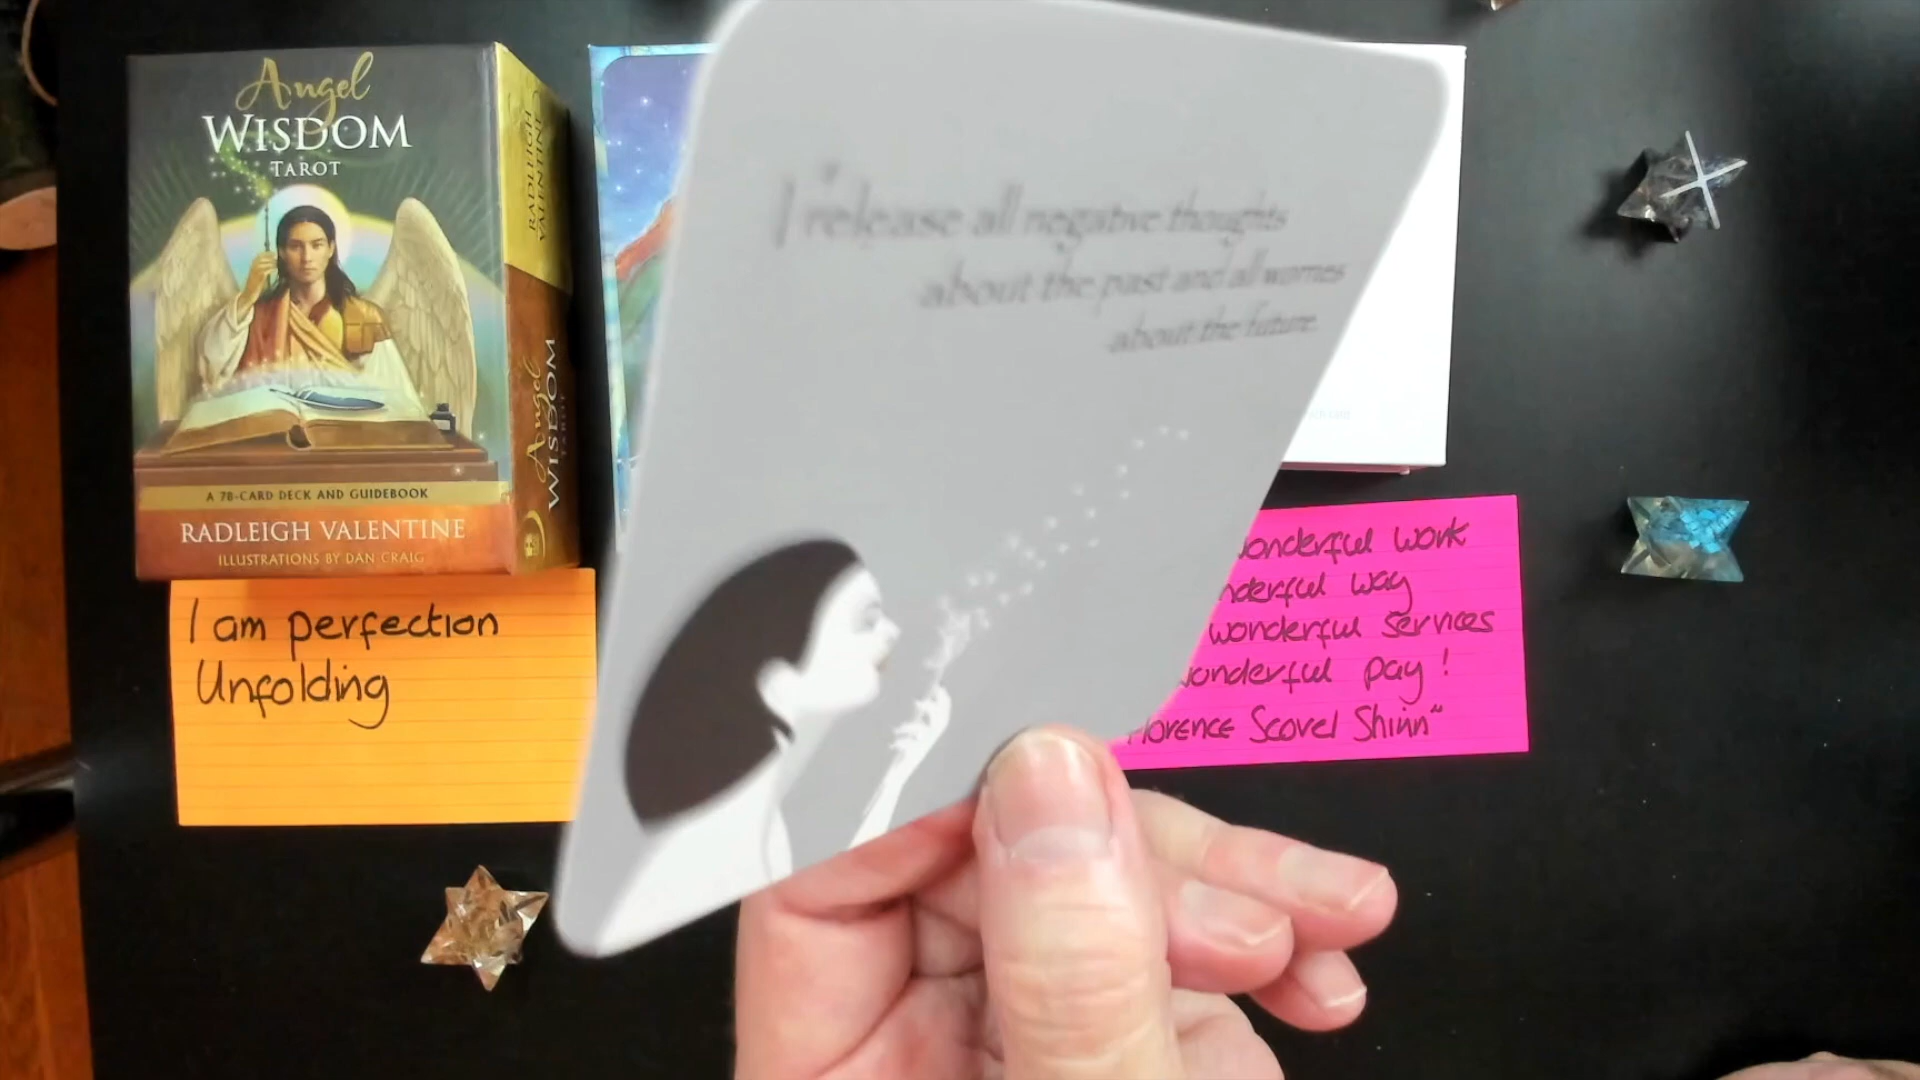 Angel
WISDOM
TAROT
A 78-CARD DECK AND GUIDEBOOK
RADLEIGH VALENTINE
ILLUSTRATIONS BY DAN CRAIG
RADLEIGH
VALENTINE
Angel
WISDOM
TAROT
I release all negative thoughts
about the past and all worries
about the future.
I am perfection
Unfolding
wonderful work
way
wonderful services
wonderful pay!
Florence Scovel Shinn"